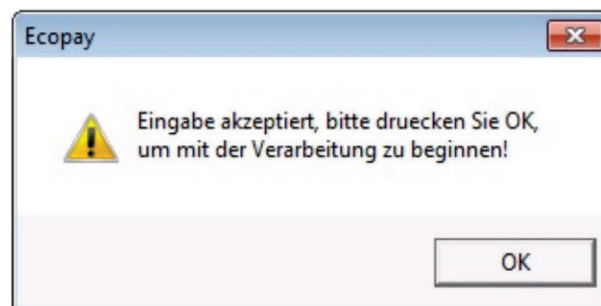 Ecopay
Eingabe akzeptiert, bitte druecken Sie OK,
um mit der Verarbeitung zu beginnen!
OK